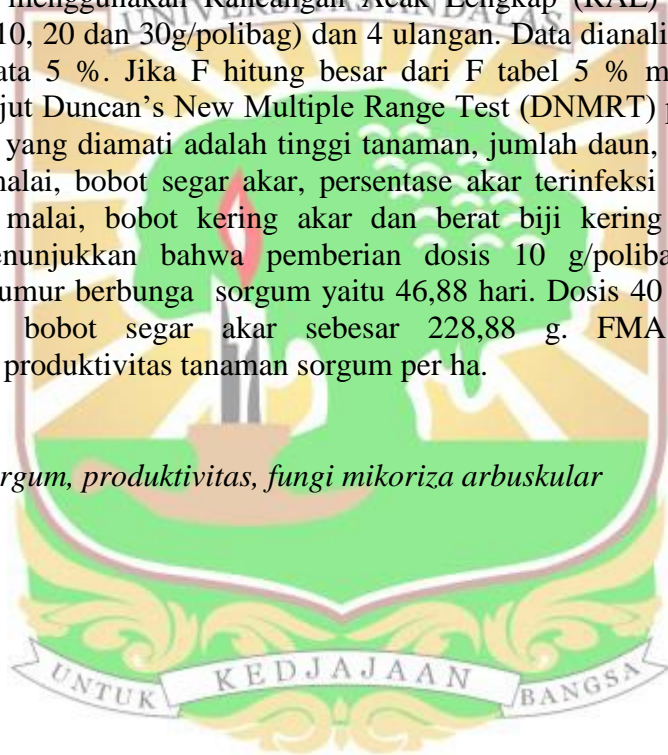 menggunakan Rancangan Acak Lengkap (RAL)
10, 20 dan 30g/polibag) dan 4 ulangan. Data dianali
ata 5 %. Jika F hitung besar dari F tabel 5 % m
jut Duncan's New Multiple Range Test (DNMRT) p
yang diamati adalah tinggi tanaman, jumlah daun,
nalai, bobot segar akar, persentase akar terinfeksi
malai, bobot kering akar dan berat biji kering
enunjukkan bahwa pemberian dosis 10 g/poliba
umur berbunga sorgum yaitu 46,88 hari. Dosis 40
bobot segar akar sebesar 228,88 g. FMA
produktivitas tanaman sorgum per ha.
rgum, produktivitas, fungi mikoriza arbuskular
UNTUK KEDJAJAAN BANGSA